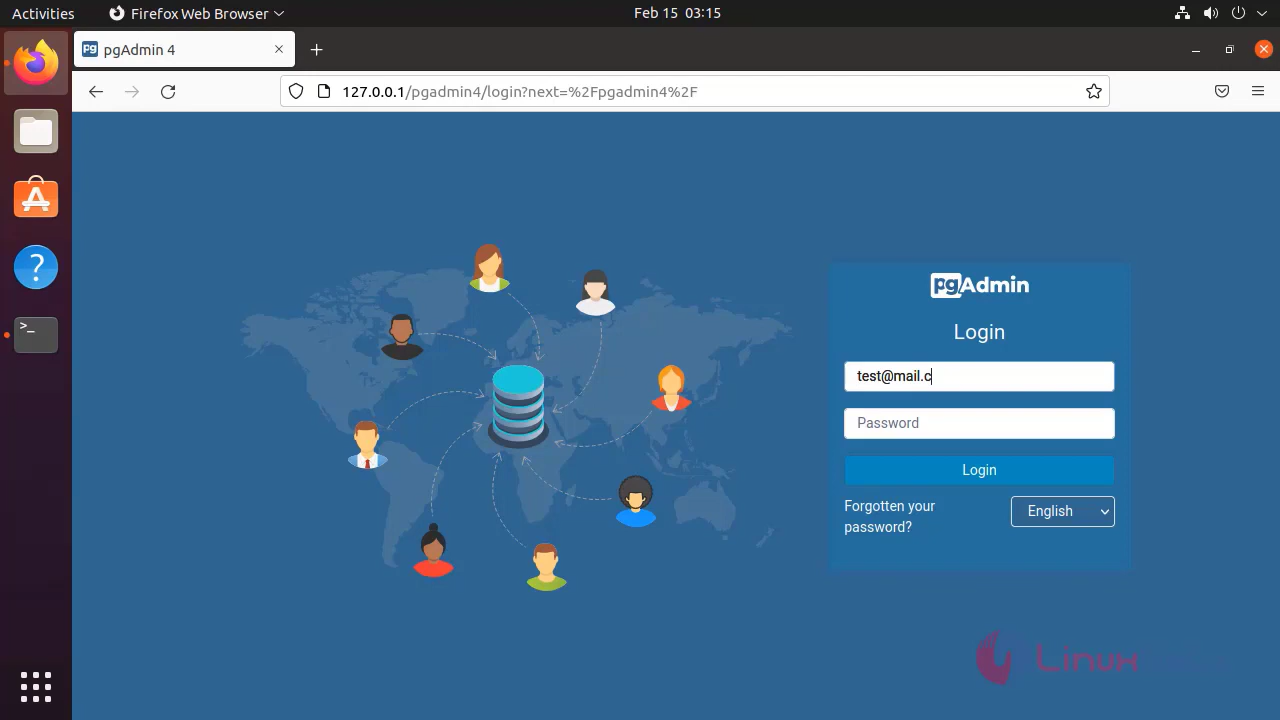 Activities Firefox Web Browser Feb 15 03:15
pgAdmin 4
127.0.0.1/pgadmin4/login?next=%2Fpgadmin4%2F
pgAdmin
Login
test@mail.c
Password
Login
Forgotten your
password?
English
Linux